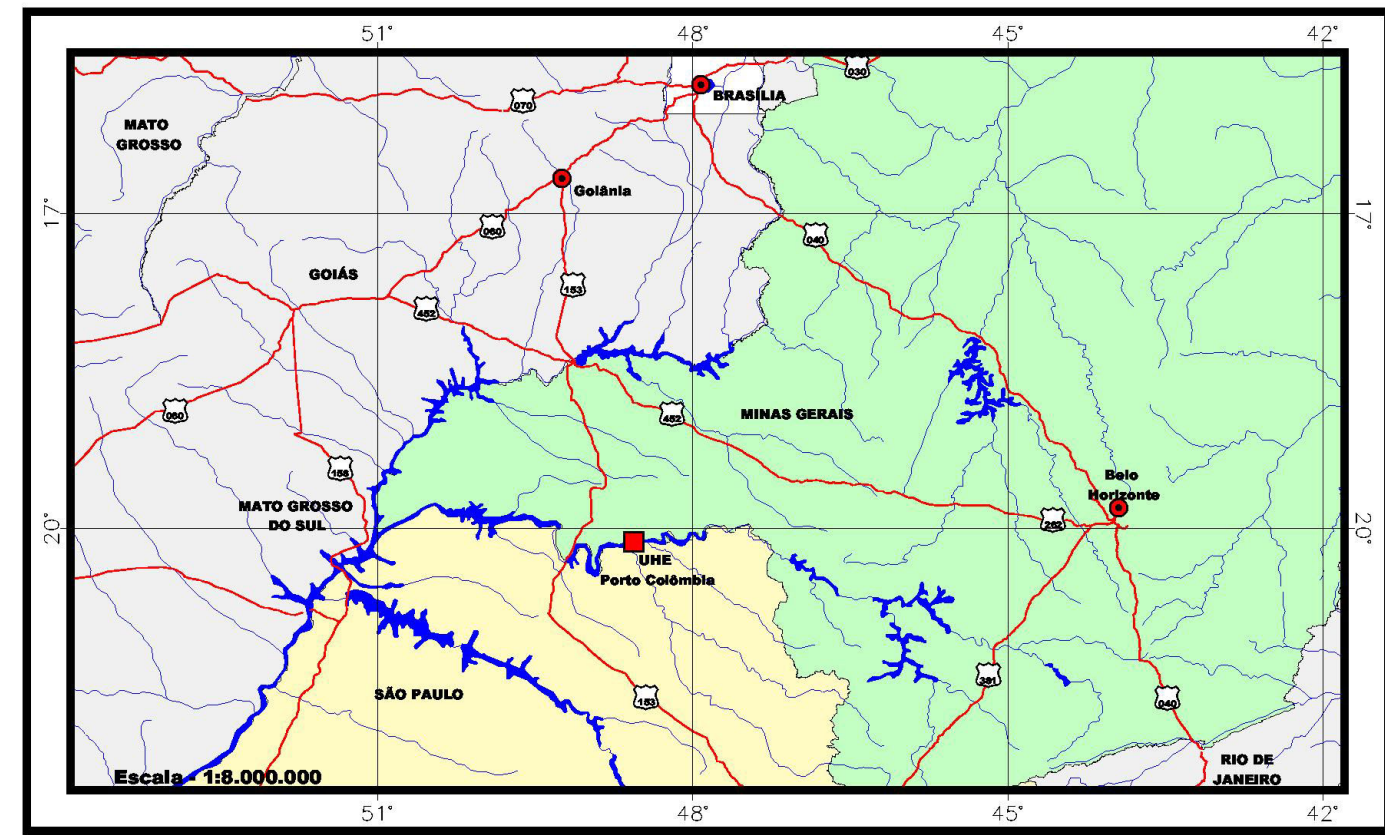 51°
48°
45°
42°
030
BRASÍLIA
070
MATO
GROSSO
Goiânia
17°
17°
060
040
GOIÁS
153
452
060
452
MINAS GERAIS
158
Belo
Horizonte
MATO GROSSO
DO SUL
262
20°
20°
UHE
Porto Colômbia
SÃO PAULO
153
381
040
RIO DE
JANEIRO
Escala - 1:8.000.000
51°
48°
45°
42°